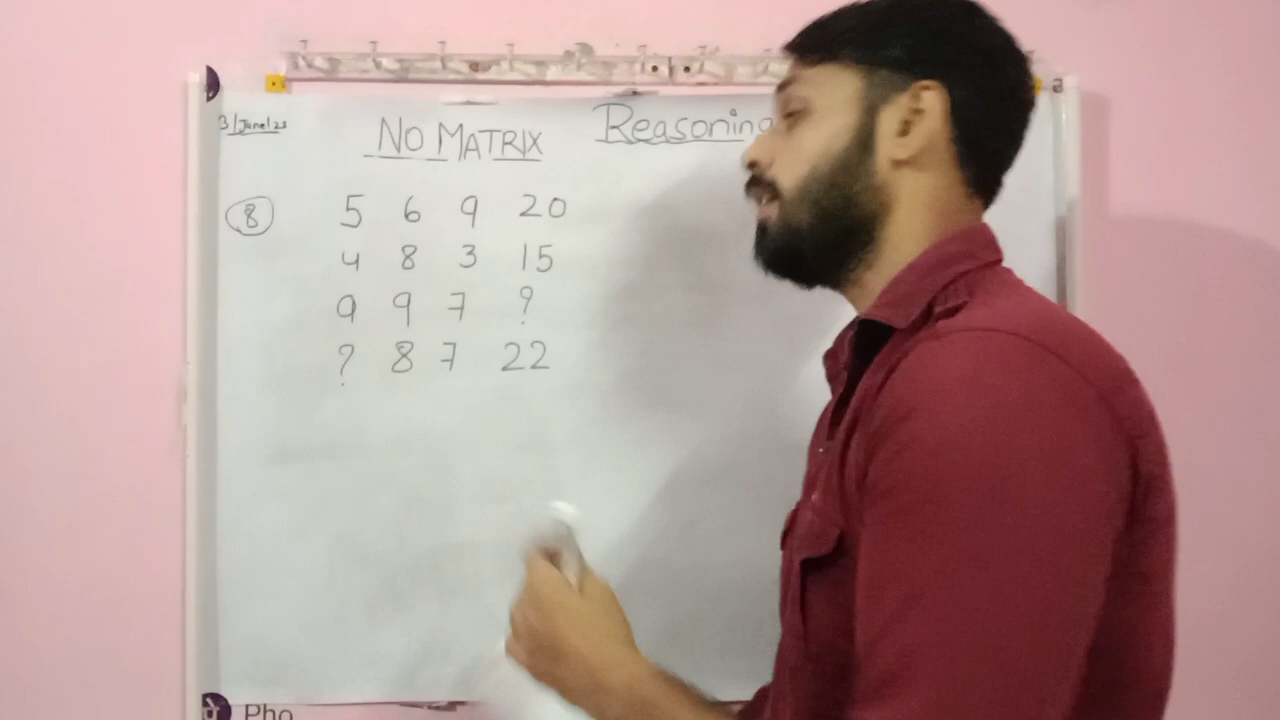 3/June/23
NO MATRIX
Reasoning
8
5 6 9 20
4 8 3 15
9 9 7 ?
? 8 7 22
Pho